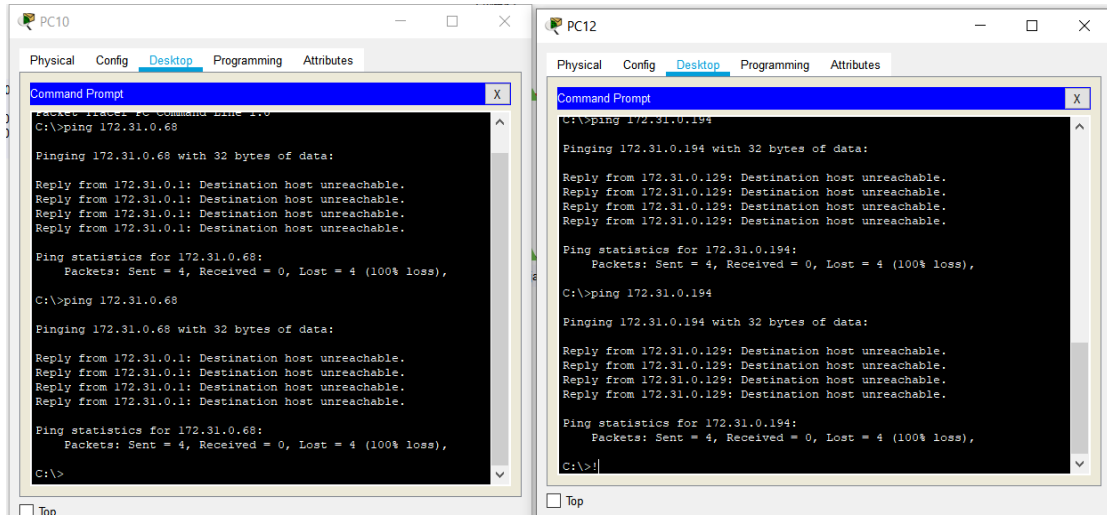 PC10
Physical Config Desktop Programming Attributes
Command Prompt X
Packet Tracer PC Command Line 1.0
C:\>ping 172.31.0.68
Pinging 172.31.0.68 with 32 bytes of data:
Reply from 172.31.0.1: Destination host unreachable.
Reply from 172.31.0.1: Destination host unreachable.
Reply from 172.31.0.1: Destination host unreachable.
Reply from 172.31.0.1: Destination host unreachable.
Ping statistics for 172.31.0.68:
Packets: Sent = 4, Received = 0, Lost = 4 (100% loss),
C:\>ping 172.31.0.68
Pinging 172.31.0.68 with 32 bytes of data:
Reply from 172.31.0.1: Destination host unreachable.
Reply from 172.31.0.1: Destination host unreachable.
Reply from 172.31.0.1: Destination host unreachable.
Reply from 172.31.0.1: Destination host unreachable.
Ping statistics for 172.31.0.68:
Packets: Sent = 4, Received = 0, Lost = 4 (100% loss),
C:\>
Top
PC12
Physical Config Desktop Programming Attributes
Command Prompt X
C:\>ping 172.31.0.194
Pinging 172.31.0.194 with 32 bytes of data:
Reply from 172.31.0.129: Destination host unreachable.
Reply from 172.31.0.129: Destination host unreachable.
Reply from 172.31.0.129: Destination host unreachable.
Reply from 172.31.0.129: Destination host unreachable.
Ping statistics for 172.31.0.194:
Packets: Sent = 4, Received = 0, Lost = 4 (100% loss),
C:\>ping 172.31.0.194
Pinging 172.31.0.194 with 32 bytes of data:
Reply from 172.31.0.129: Destination host unreachable.
Reply from 172.31.0.129: Destination host unreachable.
Reply from 172.31.0.129: Destination host unreachable.
Reply from 172.31.0.129: Destination host unreachable.
Ping statistics for 172.31.0.194:
Packets: Sent = 4, Received = 0, Lost = 4 (100% loss),
C:\>!
Top